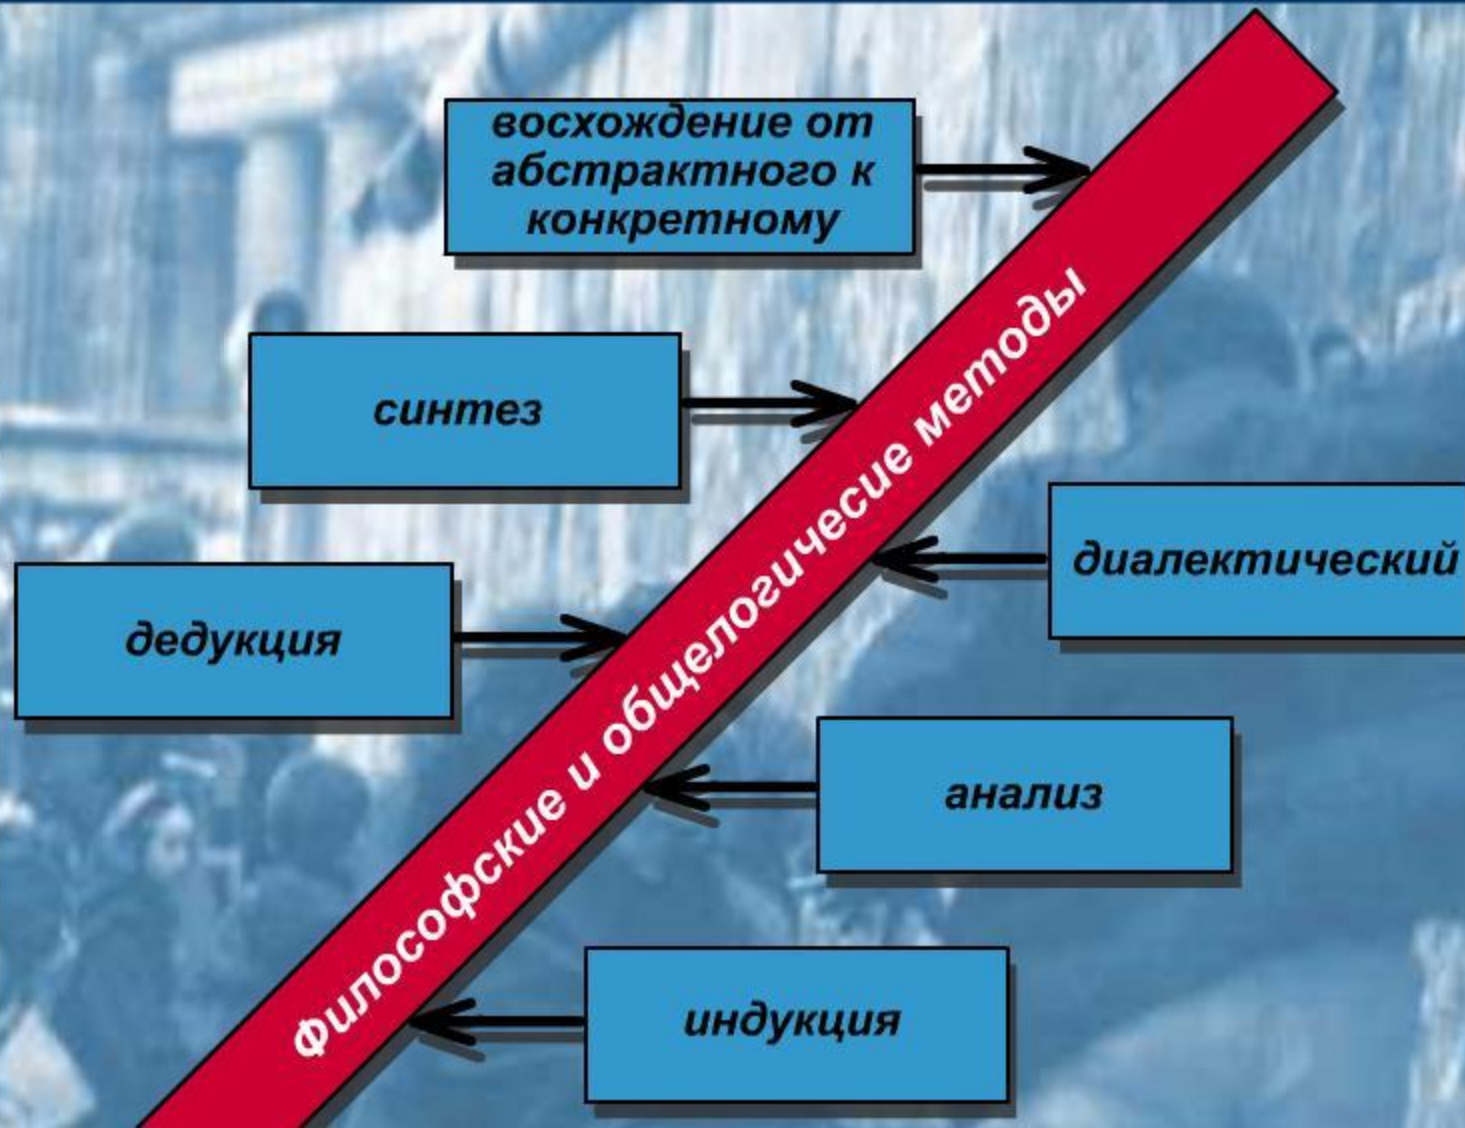 восхождение от
абстрактного к
конкретному
синтез
диалектический
дедукция
анализ
индукция
Философские и общелогичесие методы